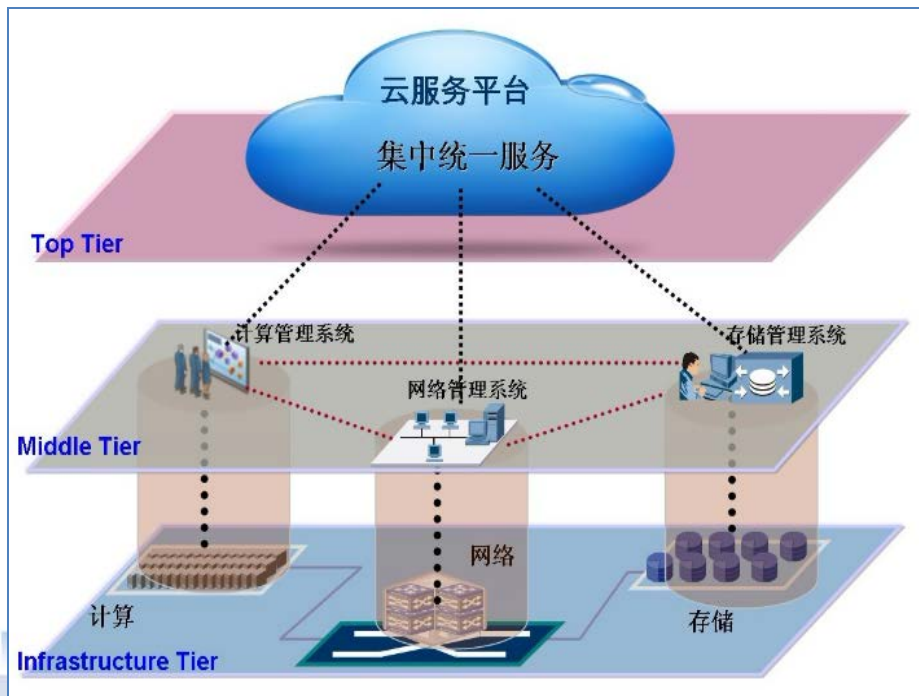 云服务平台
集中统一服务
Top Tier
计算管理系统
存储管理系统
网络管理系统
Middle Tier
网络
计算
存储
Infrastructure Tier